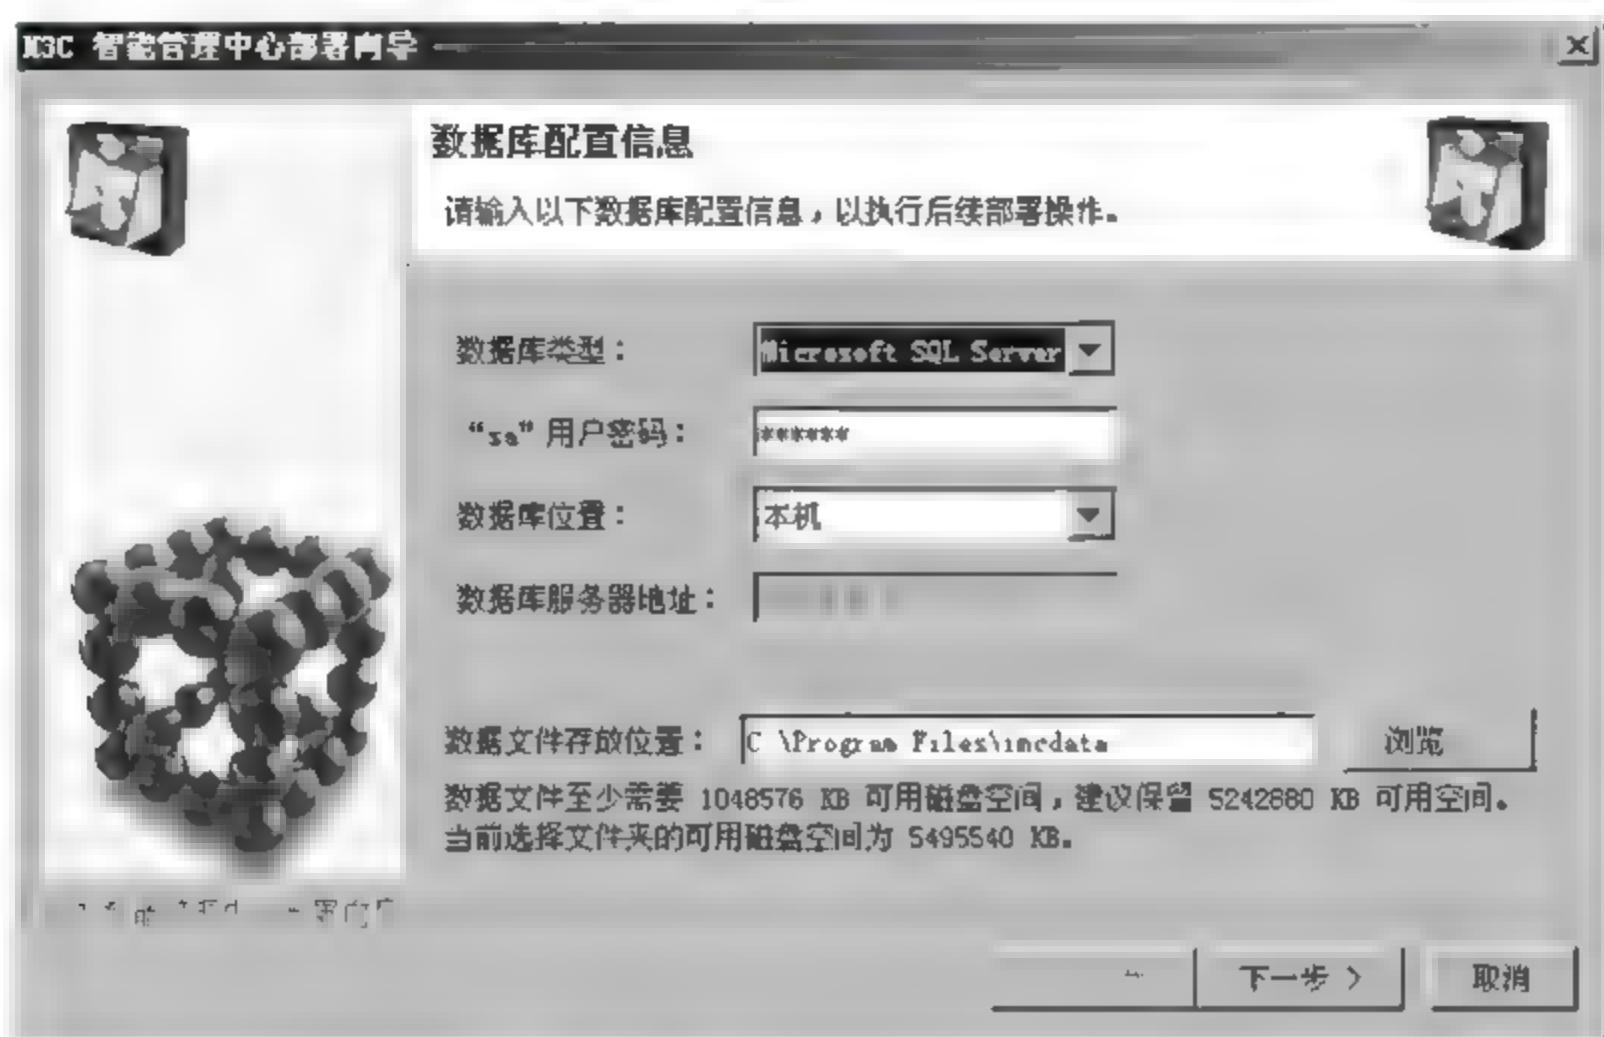 H3C 智能管理中心部署向导
数据库配置信息
请输入以下数据库配置信息，以执行后续部署操作。
数据库类型： Microsoft SQL Server
“sa”用户密码： ******
数据库位置： 本机
数据库服务器地址：
数据文件存放位置： C \Program Files\imcdata 浏览
数据文件至少需要 1048576 KB 可用磁盘空间，建议保留 5242880 KB 可用空间。
当前选择文件夹的可用磁盘空间为 5495540 KB。
下一步 > 取消